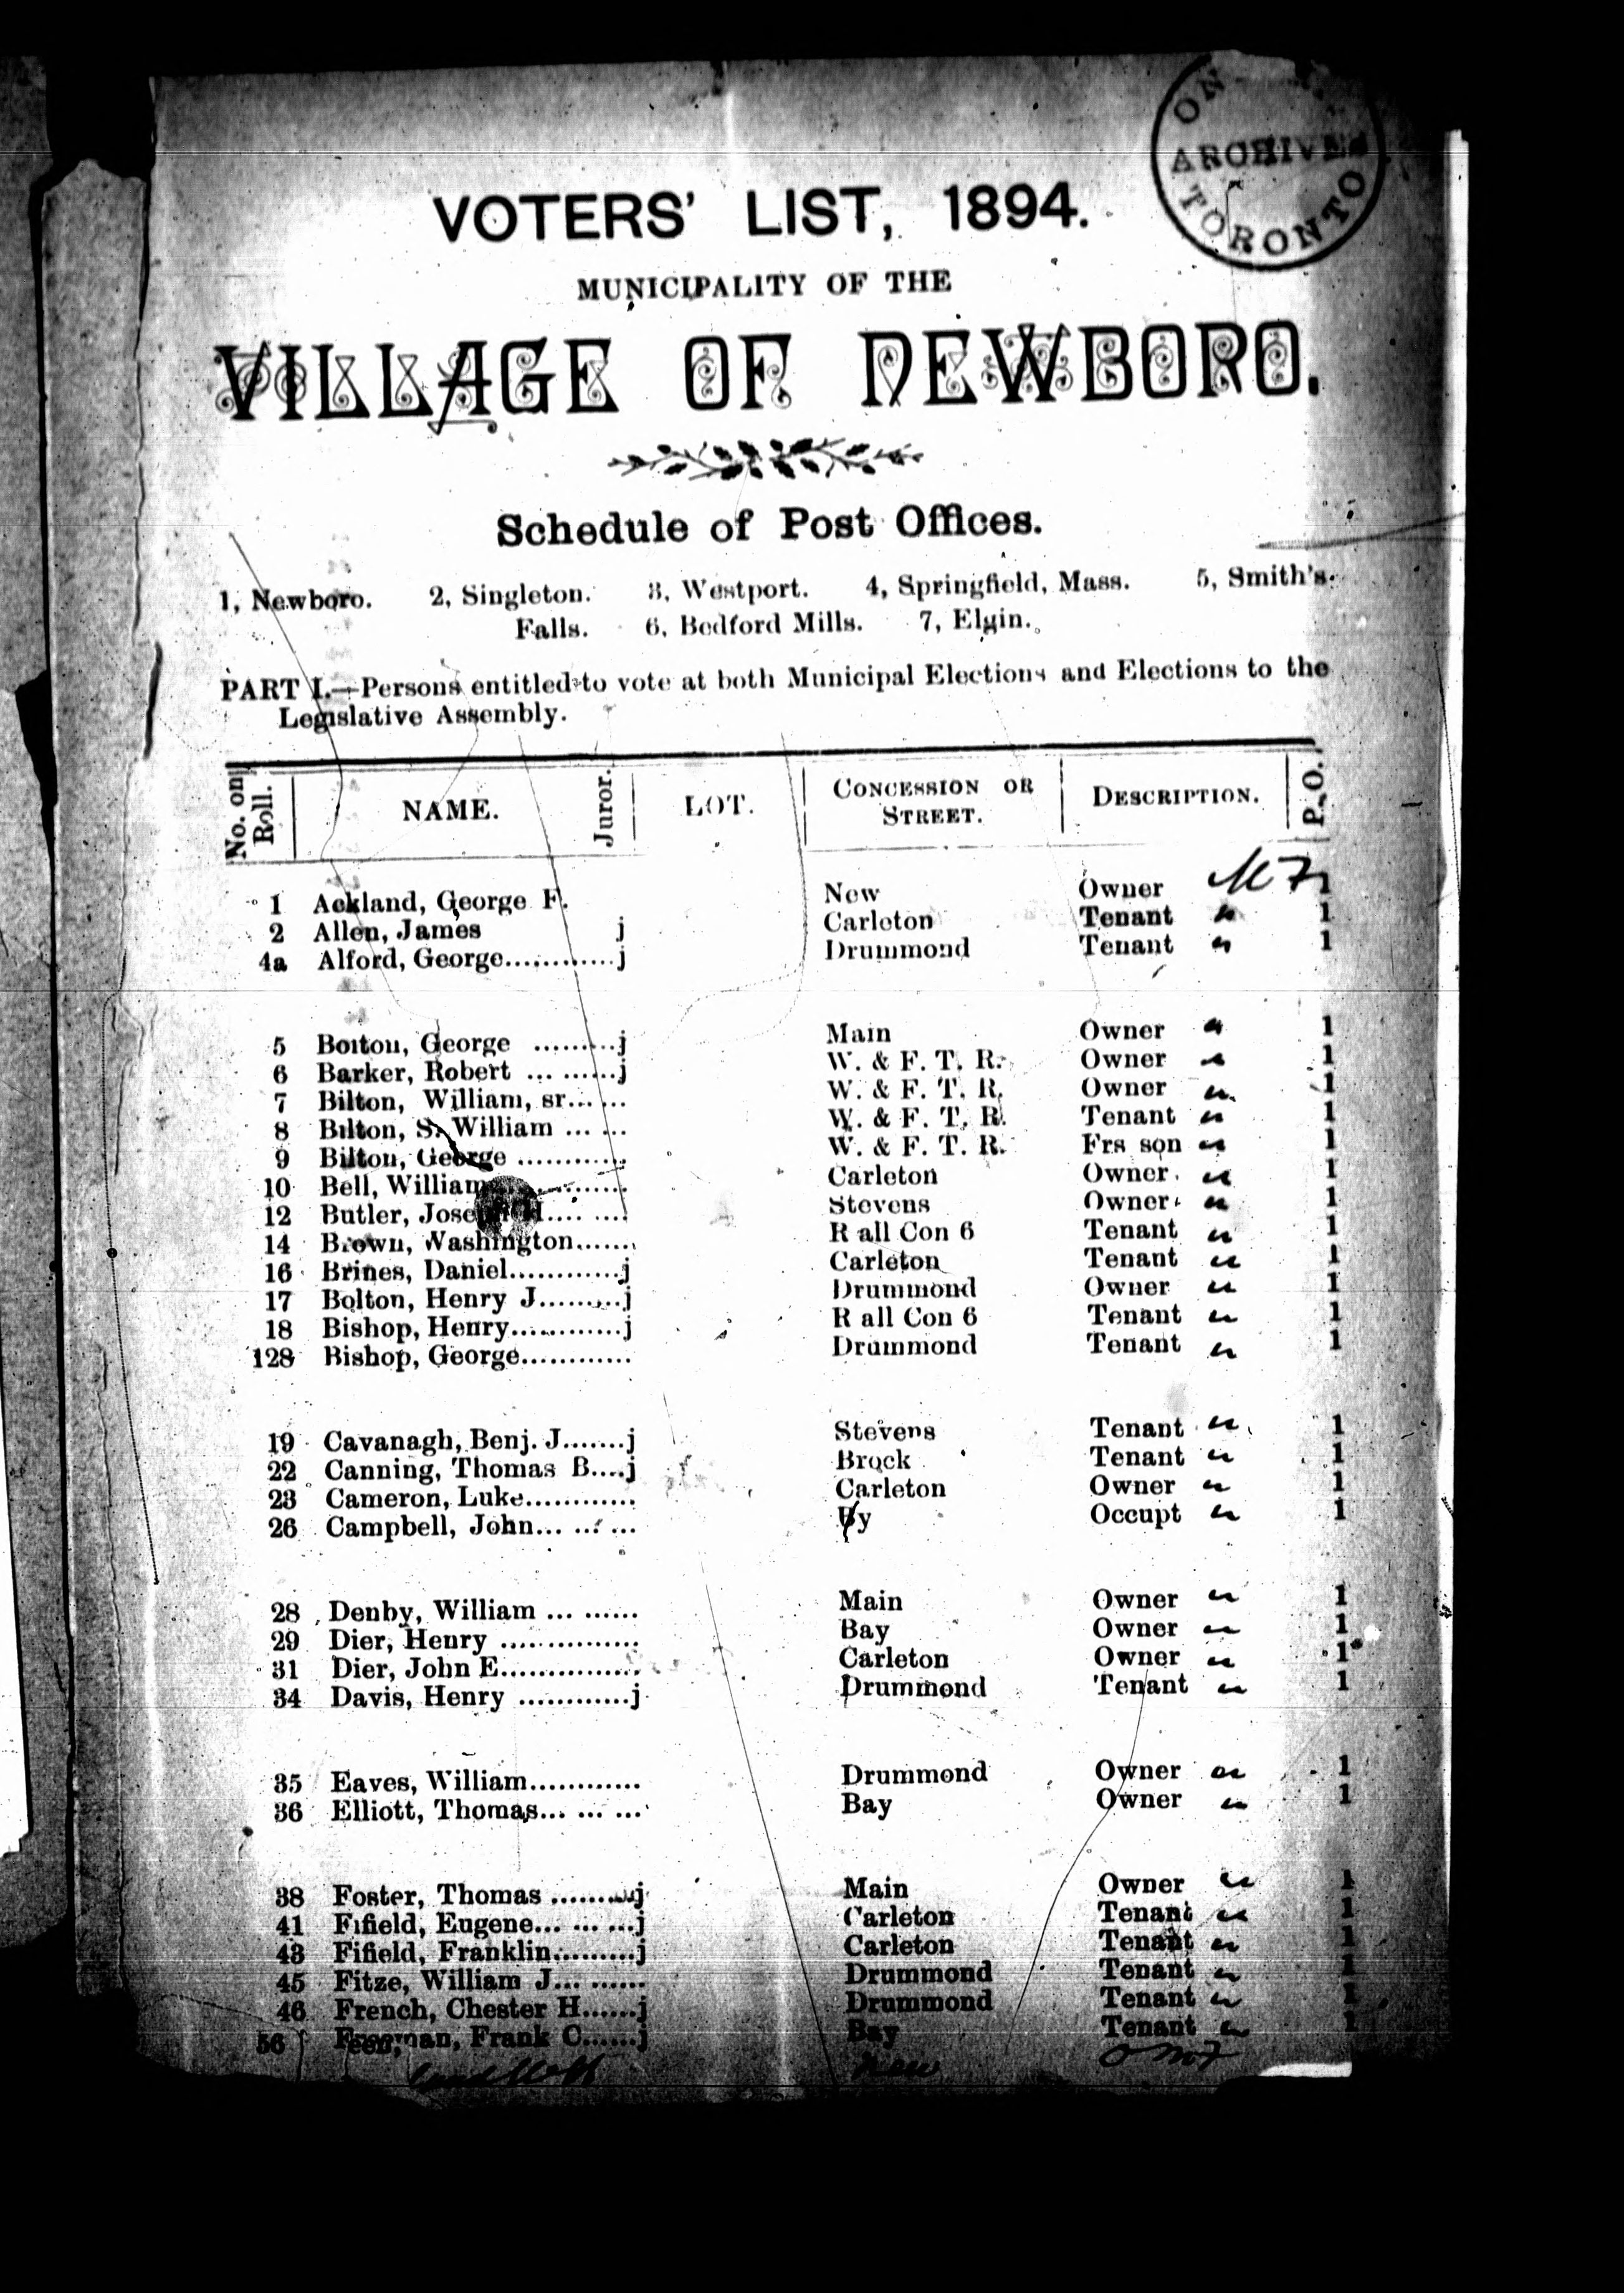 ON
ARCHIVES
TORONTO
VOTERS' LIST, 1894.
MUNICIPALITY OF THE
VILLAGE OF NEWBORO.
Schedule of Post Offices.
1, Newboro. 2, Singleton. 3, Westport. 4, Springfield, Mass. 5, Smith's
Falls. 6, Bedford Mills. 7, Elgin.
PART I.—Persons entitled to vote at both Municipal Elections and Elections to the
Legislative Assembly.
No. on Roll. NAME. Juror. LOT. CONCESSION OR STREET. DESCRIPTION. P.O.
1 Ackland, George F. New Owner M F 1
2 Allen, James j Carleton Tenant " 1
4a Alford, George............j Drummond Tenant " 1
5 Bolton, George .........j Main Owner " 1
6 Barker, Robert ... ......j W. & F. T. R. Owner " 1
7 Bilton, William, sr...... W. & F. T. R. Owner " 1
8 Bilton, S. William ... ... W. & F. T. R. Tenant " 1
9 Bilton, George ............ W. & F. T. R. Frs son " 1
10 Bell, William............ Carleton Owner " 1
12 Butler, Joseph H.... .... Stevens Owner " 1
14 Brown, Washington...... R all Con 6 Tenant " 1
16 Brines, Daniel............j Carleton Tenant " 1
17 Bolton, Henry J.........j Drummond Owner " 1
18 Bishop, Henry............j R all Con 6 Tenant " 1
128 Bishop, George............ Drummond Tenant " 1
19 Cavanagh, Benj. J.......j Stevens Tenant " 1
22 Canning, Thomas B....j Brock Tenant " 1
23 Cameron, Luke............ Carleton Owner " 1
26 Campbell, John... ... ... By Occupt " 1
28 Denby, William ... ...... Main Owner " 1
29 Dier, Henry ............... Bay Owner " 1
31 Dier, John E............... Carleton Owner " 1
34 Davis, Henry ............j Drummond Tenant " 1
35 Eaves, William............ Drummond Owner " 1
36 Elliott, Thomas... ... ... Bay Owner " 1
38 Foster, Thomas .........j Main Owner " 1
41 Fifield, Eugene... ... ...j Carleton Tenant " 1
43 Fifield, Franklin.........j Carleton Tenant " 1
45 Fitze, William J... ...... Drummond Tenant " 1
46 French, Chester H......j Drummond Tenant " 1
56 Freeman, Frank C......j Bay Tenant " 1
New O M F